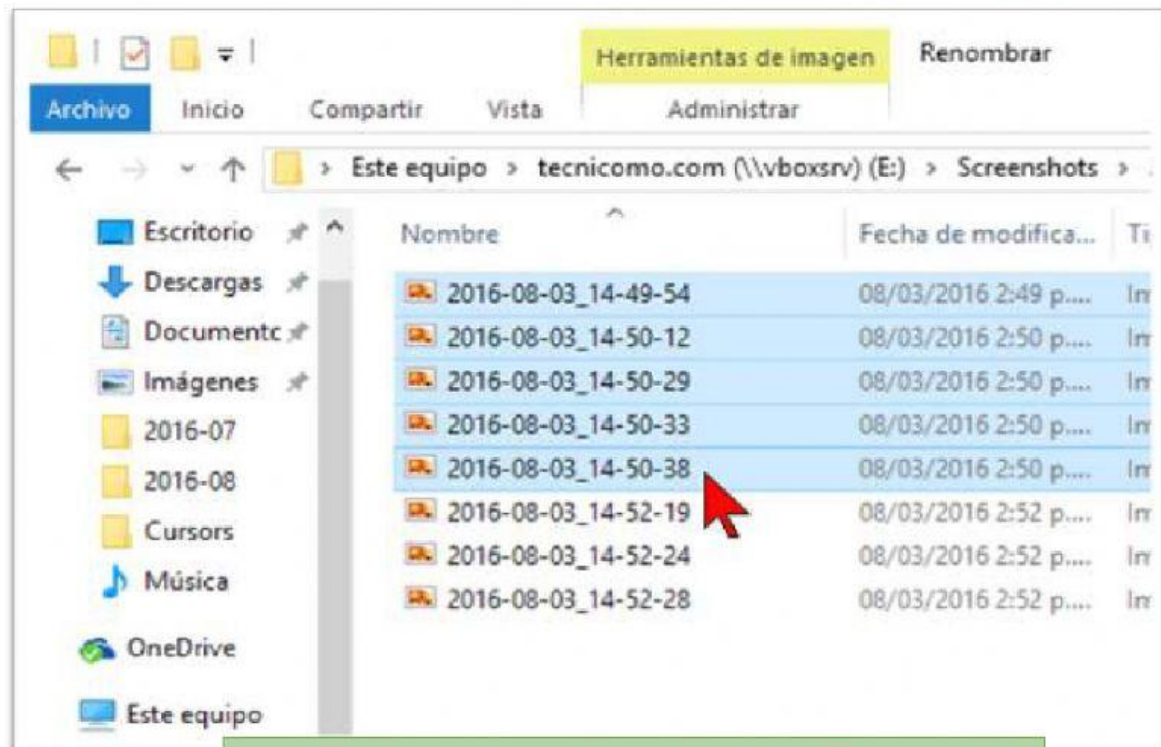 Herramientas de imagen Renombrar
Archivo Inicio Compartir Vista Administrar
Este equipo > tecnicomo.com (\\vboxsrv) (E:) > Screenshots >
Nombre Fecha de modifica...
Escritorio
Descargas
Documentc
Imágenes
2016-07
2016-08
Cursors
Música
OneDrive
Este equipo
2016-08-03_14-49-54 08/03/2016 2:49 p....
2016-08-03_14-50-12 08/03/2016 2:50 p....
2016-08-03_14-50-29 08/03/2016 2:50 p....
2016-08-03_14-50-33 08/03/2016 2:50 p....
2016-08-03_14-50-38 08/03/2016 2:50 p....
2016-08-03_14-52-19 08/03/2016 2:52 p....
2016-08-03_14-52-24 08/03/2016 2:52 p....
2016-08-03_14-52-28 08/03/2016 2:52 p....